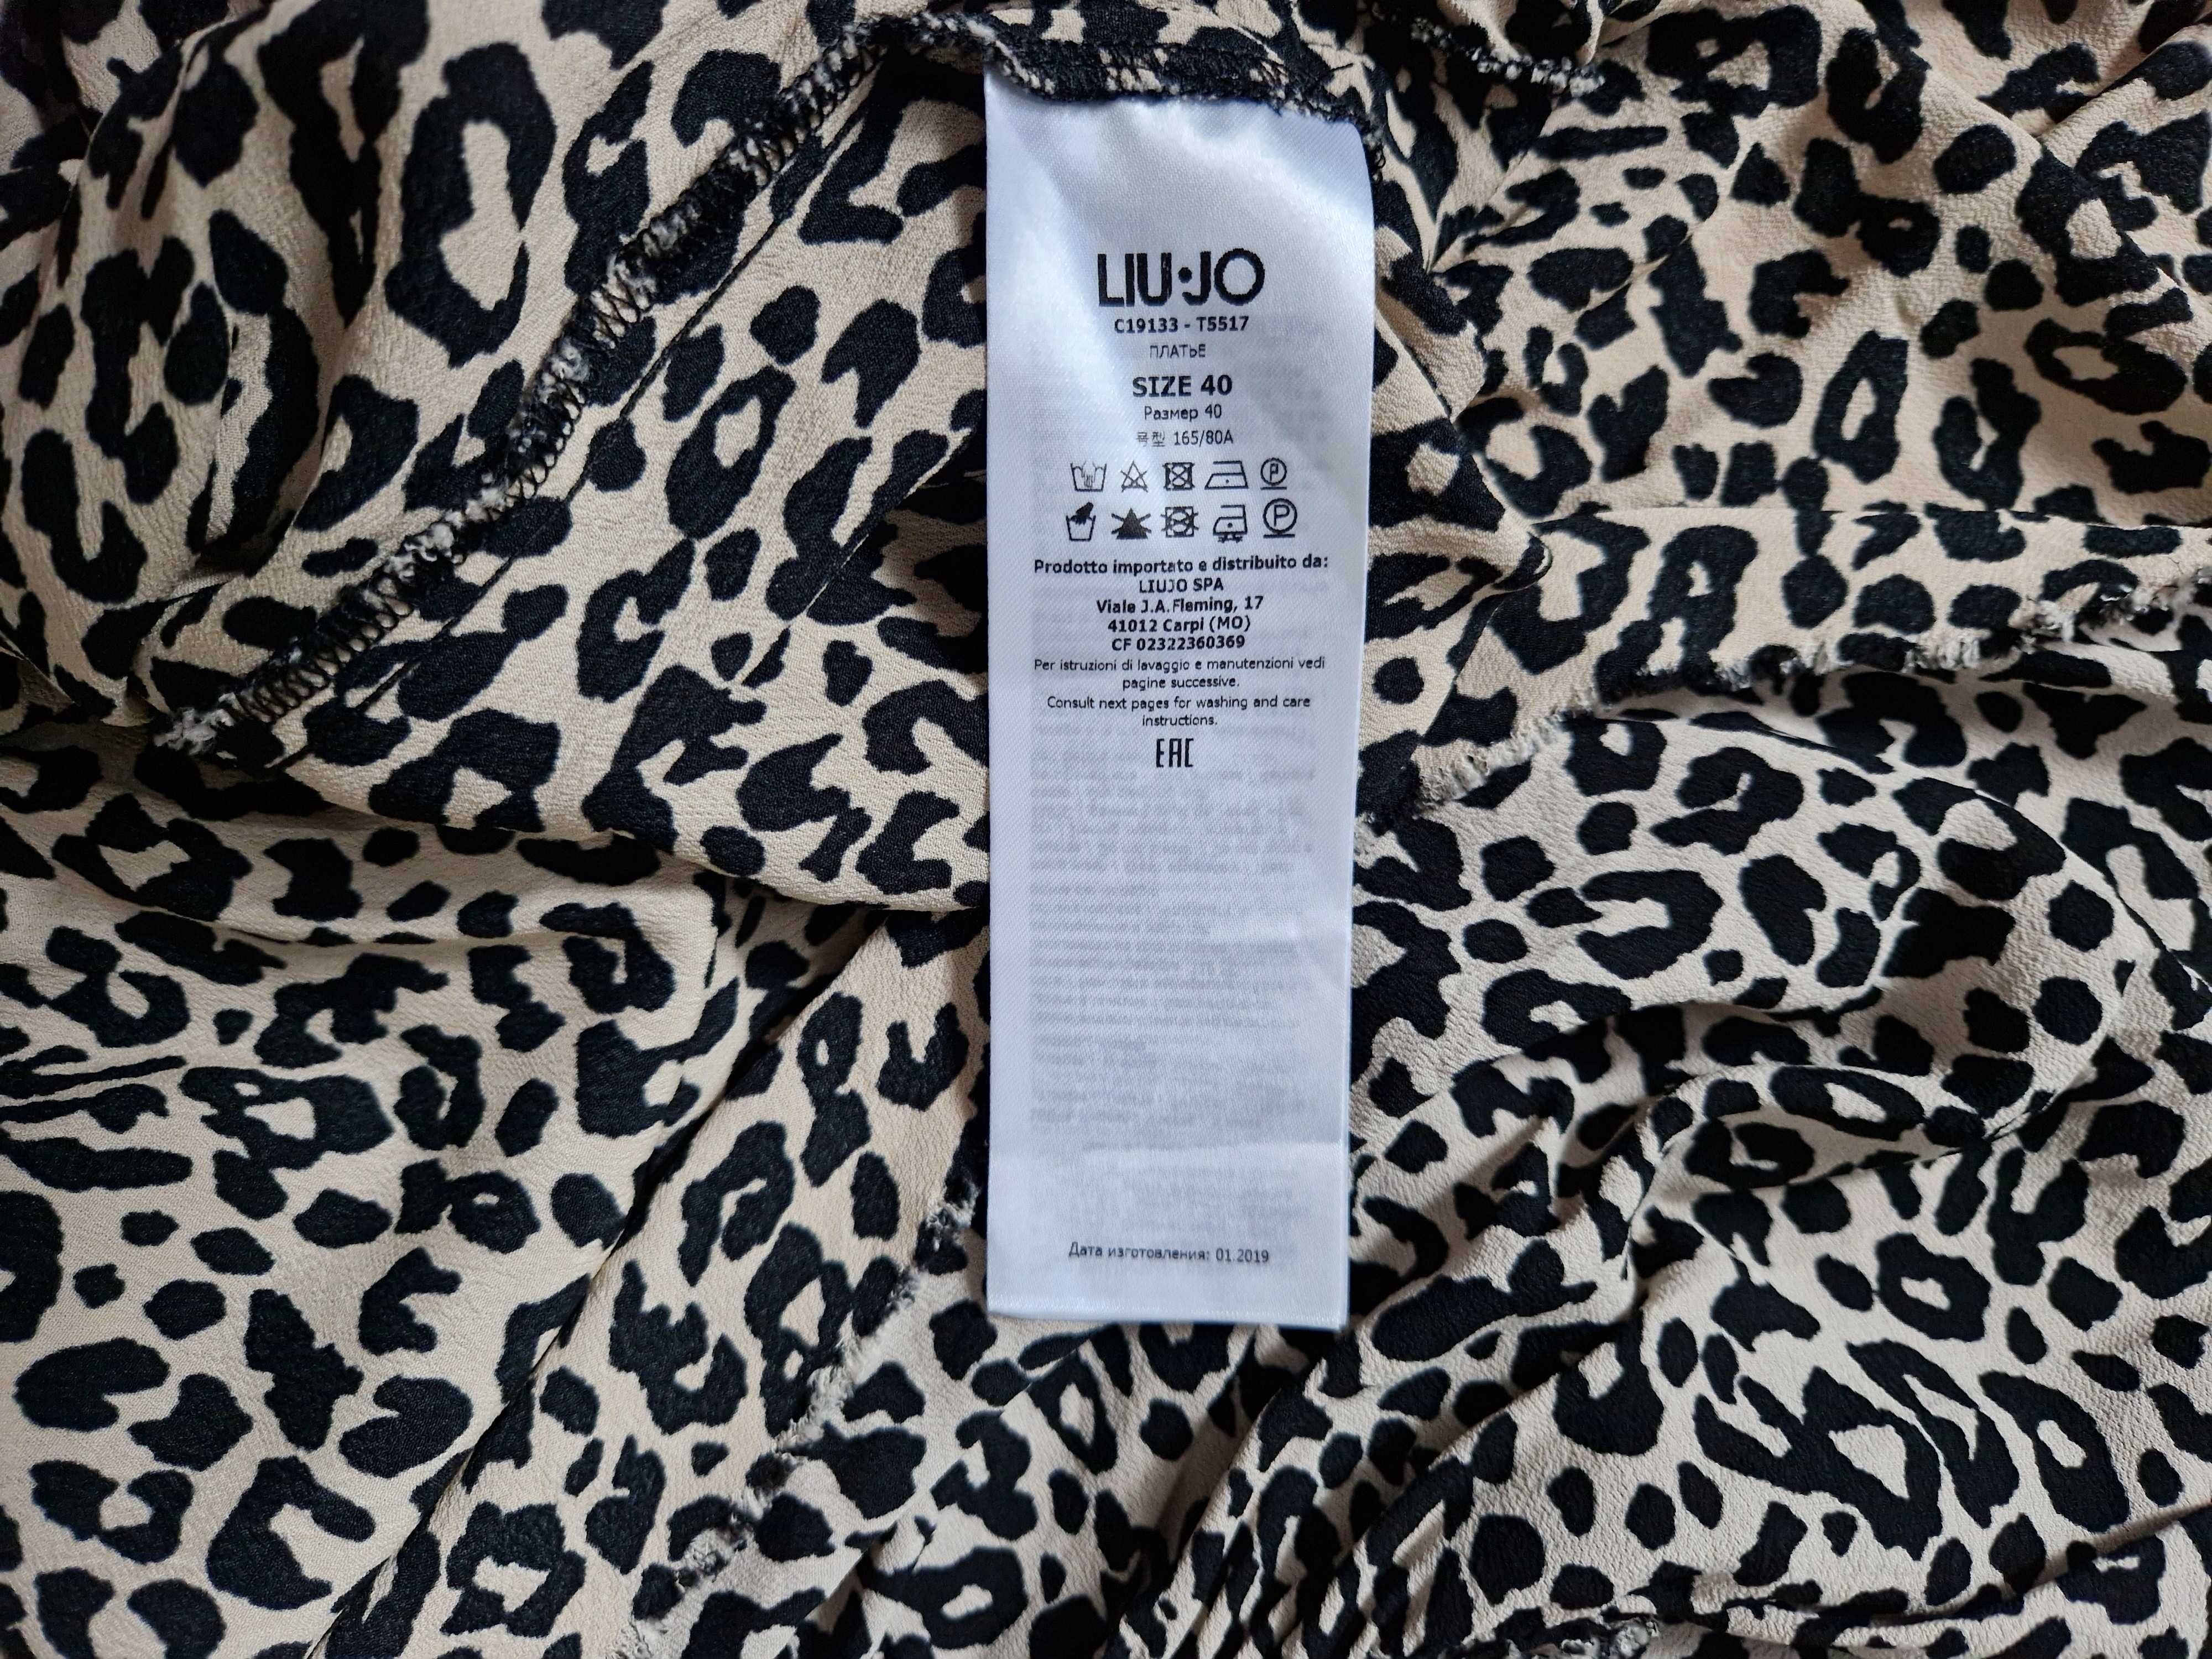 LIU·JO
C19133 - T5517
ПЛАТЬЕ
SIZE 40
Размер 40
号型 165/80A
Prodotto importato e distribuito da:
LIUJO SPA
Viale J.A.Fleming, 17
41012 Carpi (MO)
CF 02322360369
Per istruzioni di lavaggio e manutenzioni vedi
pagine successive.
Consult next pages for washing and care
instructions.
EAC
Дата изготовления: 01.2019